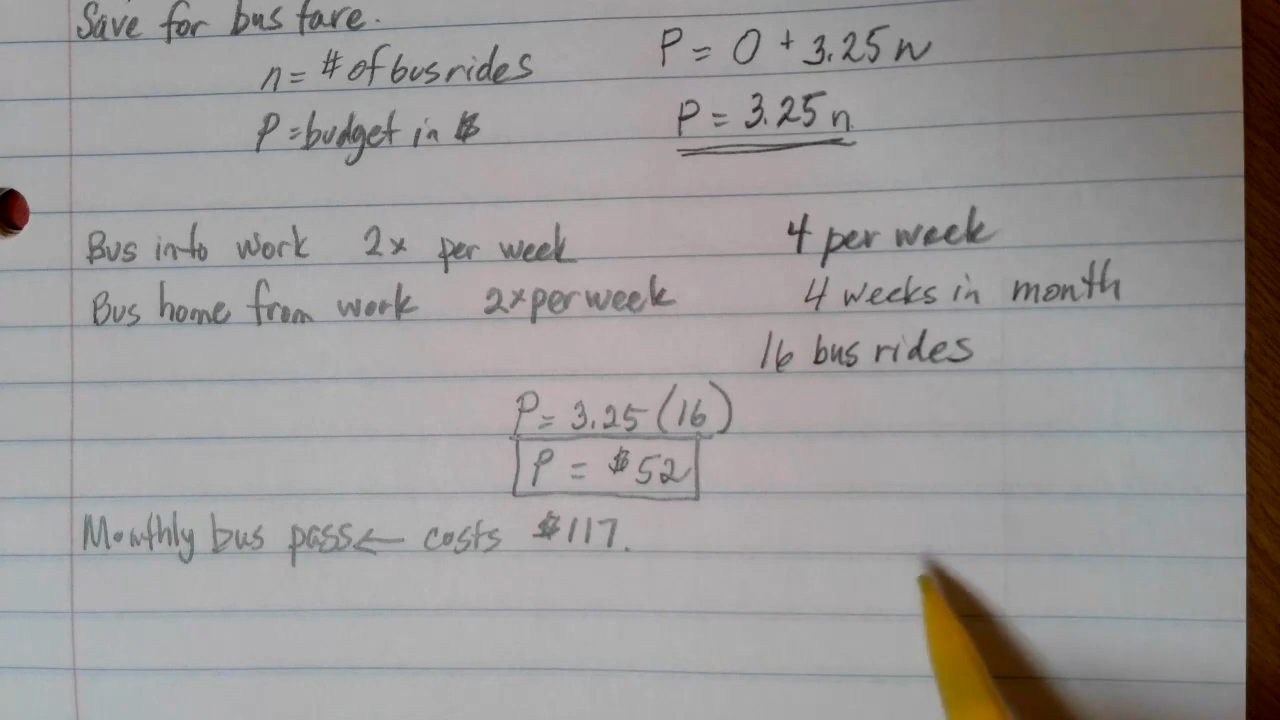 Save for bus fare.
n = # of bus rides
P = 0 + 3.25 n
P = budget in $
P = 3.25 n
Bus into work 2x per week
4 per week
Bus home from work 2x per week
4 weeks in month
16 bus rides
P = 3.25 (16)
P = $52
Monthly bus pass ← costs $117.